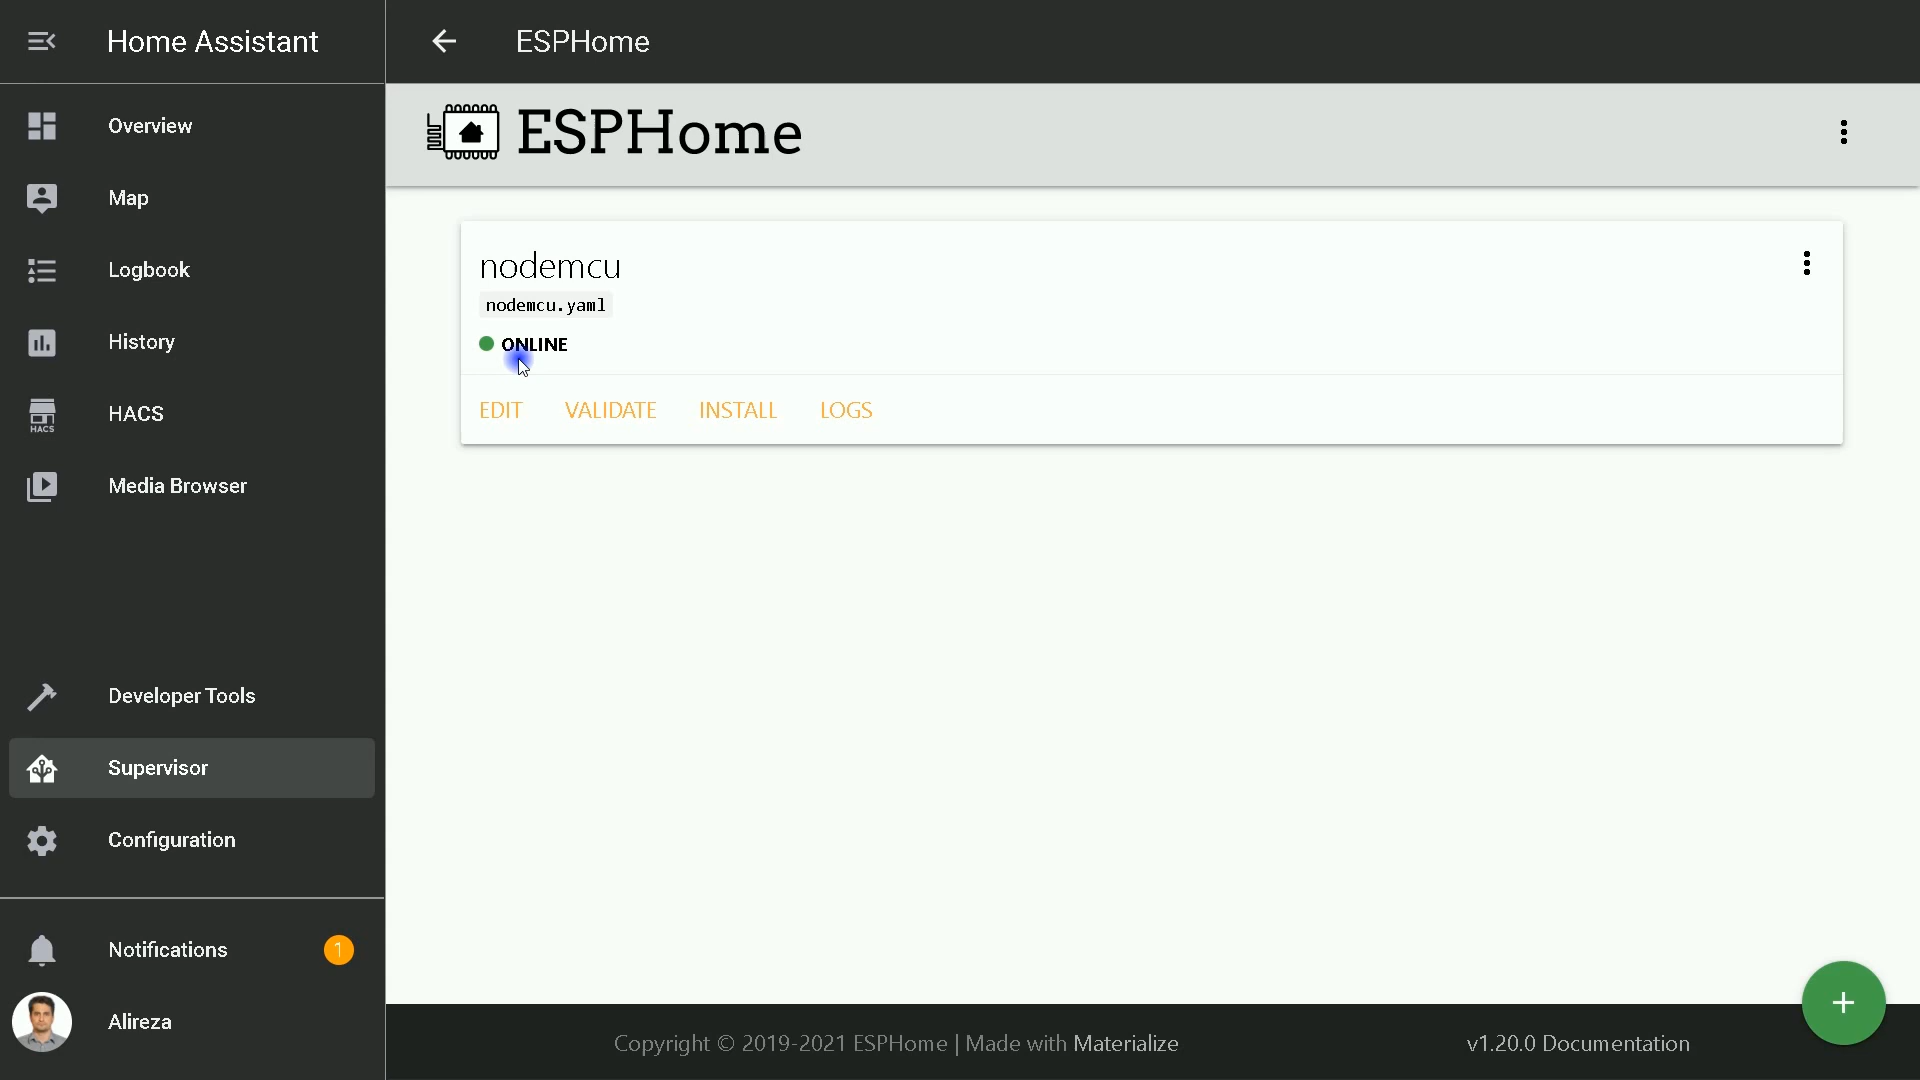 Home Assistant
ESPHome
Overview
Map
Logbook
History
HACS
HACS
Media Browser
Developer Tools
Supervisor
Configuration
Notifications
1
Alireza
ESPHome
nodemcu
nodemcu.yaml
ONLINE
EDIT VALIDATE INSTALL LOGS
Copyright © 2019-2021 ESPHome | Made with Materialize
v1.20.0 Documentation